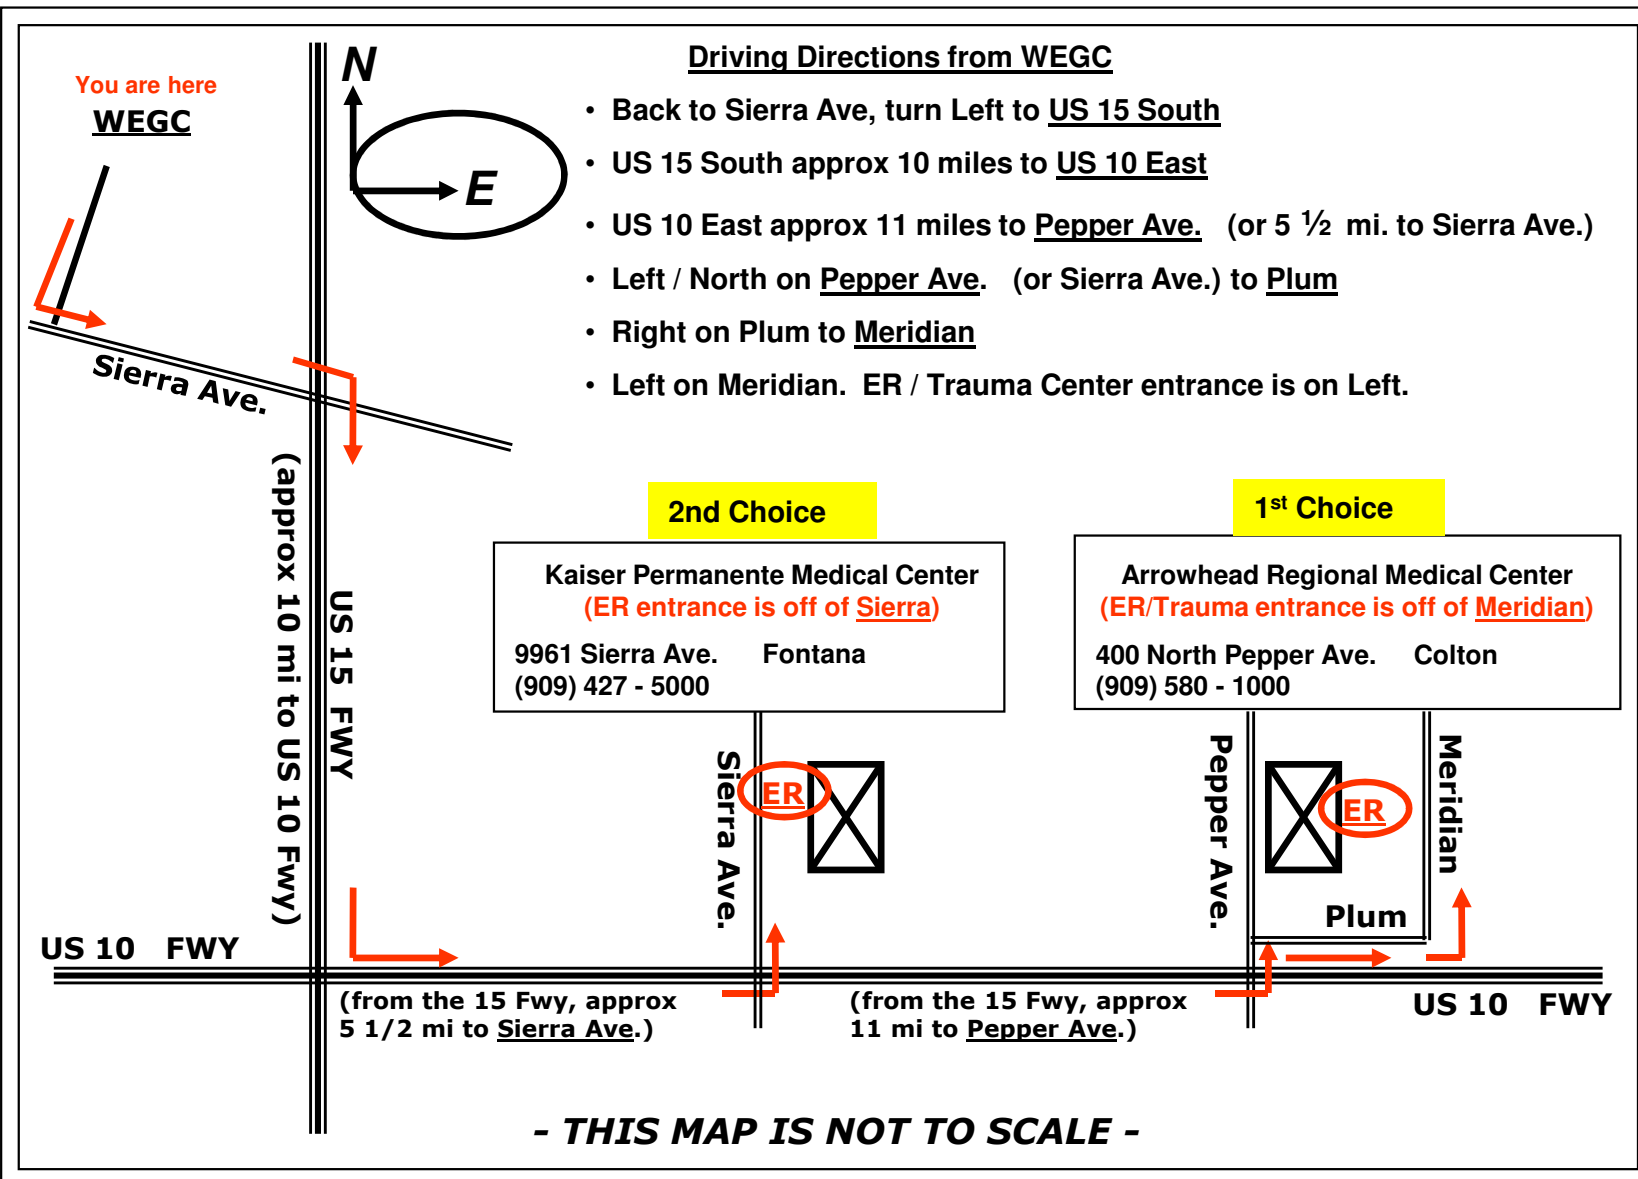 You are here
WEGC
N
E
Driving Directions from WEGC
• Back to Sierra Ave, turn Left to US 15 South
• US 15 South approx 10 miles to US 10 East
• US 10 East approx 11 miles to Pepper Ave. (or 5 ½ mi. to Sierra Ave.)
• Left / North on Pepper Ave. (or Sierra Ave.) to Plum
• Right on Plum to Meridian
• Left on Meridian. ER / Trauma Center entrance is on Left.
Sierra Ave.
(approx 10 mi to US 10 Fwy)
US 15 FWY
2nd Choice
Kaiser Permanente Medical Center
(ER entrance is off of Sierra)
9961 Sierra Ave. Fontana
(909) 427 - 5000
1st Choice
Arrowhead Regional Medical Center
(ER/Trauma entrance is off of Meridian)
400 North Pepper Ave. Colton
(909) 580 - 1000
Sierra Ave.
ER
Pepper Ave.
ER
Meridian
Plum
US 10 FWY
(from the 15 Fwy, approx
5 1/2 mi to Sierra Ave.)
(from the 15 Fwy, approx
11 mi to Pepper Ave.)
US 10 FWY
- THIS MAP IS NOT TO SCALE -